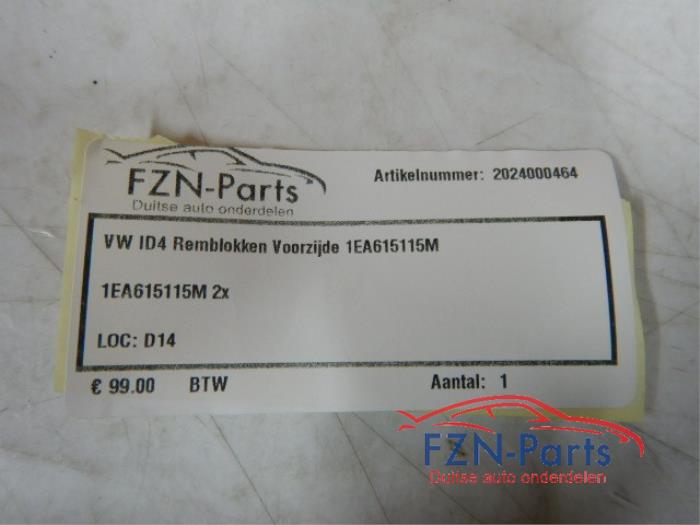 FZN-Parts
Duitse auto onderdelen
Artikelnummer: 2024000464
VW ID4 Remblokken Voorzijde 1EA615115M
1EA615115M 2x
LOC: D14
€ 99.00 BTW
Aantal: 1
FZN-Parts
Duitse auto onderdelen